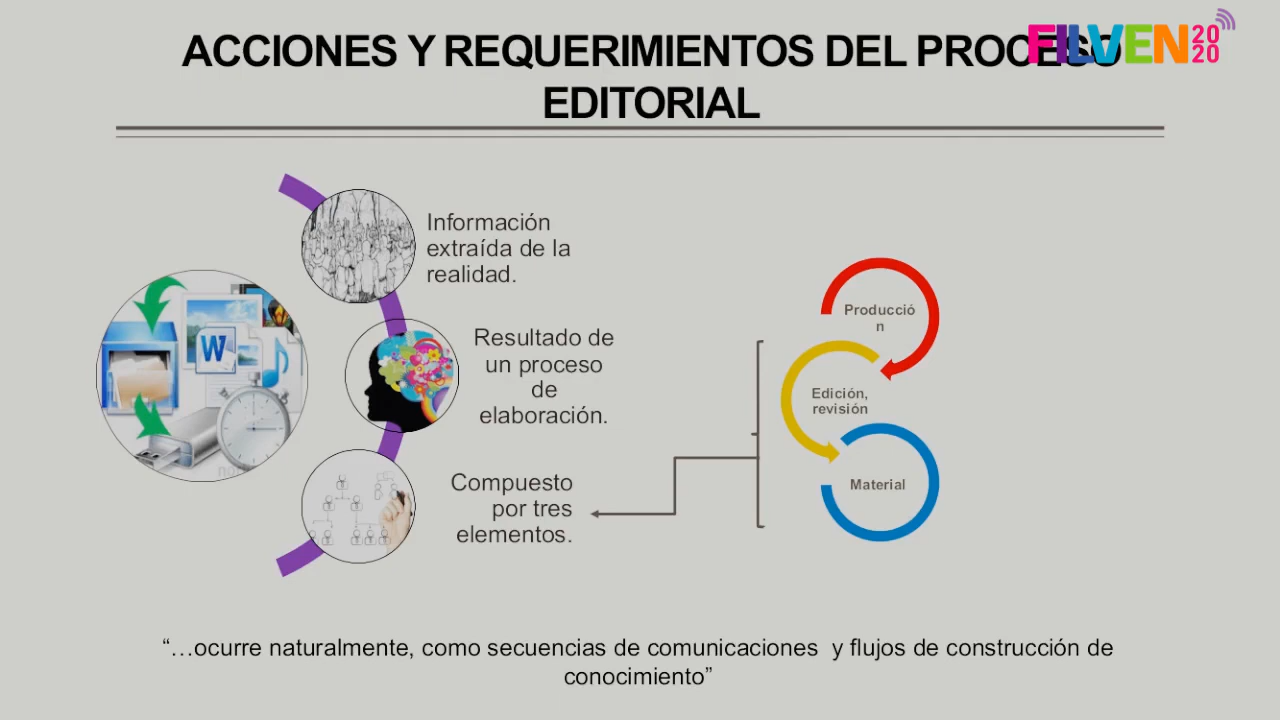 ACCIONES Y REQUERIMIENTOS DEL PROCESO
EDITORIAL
FILVEN 20
20
Información
extraída de la
realidad.
Resultado de
un proceso
de
elaboración.
Compuesto
por tres
elementos.
Producció
n
Edición,
revisión
Material
W
“…ocurre naturalmente, como secuencias de comunicaciones y flujos de construcción de
conocimiento”